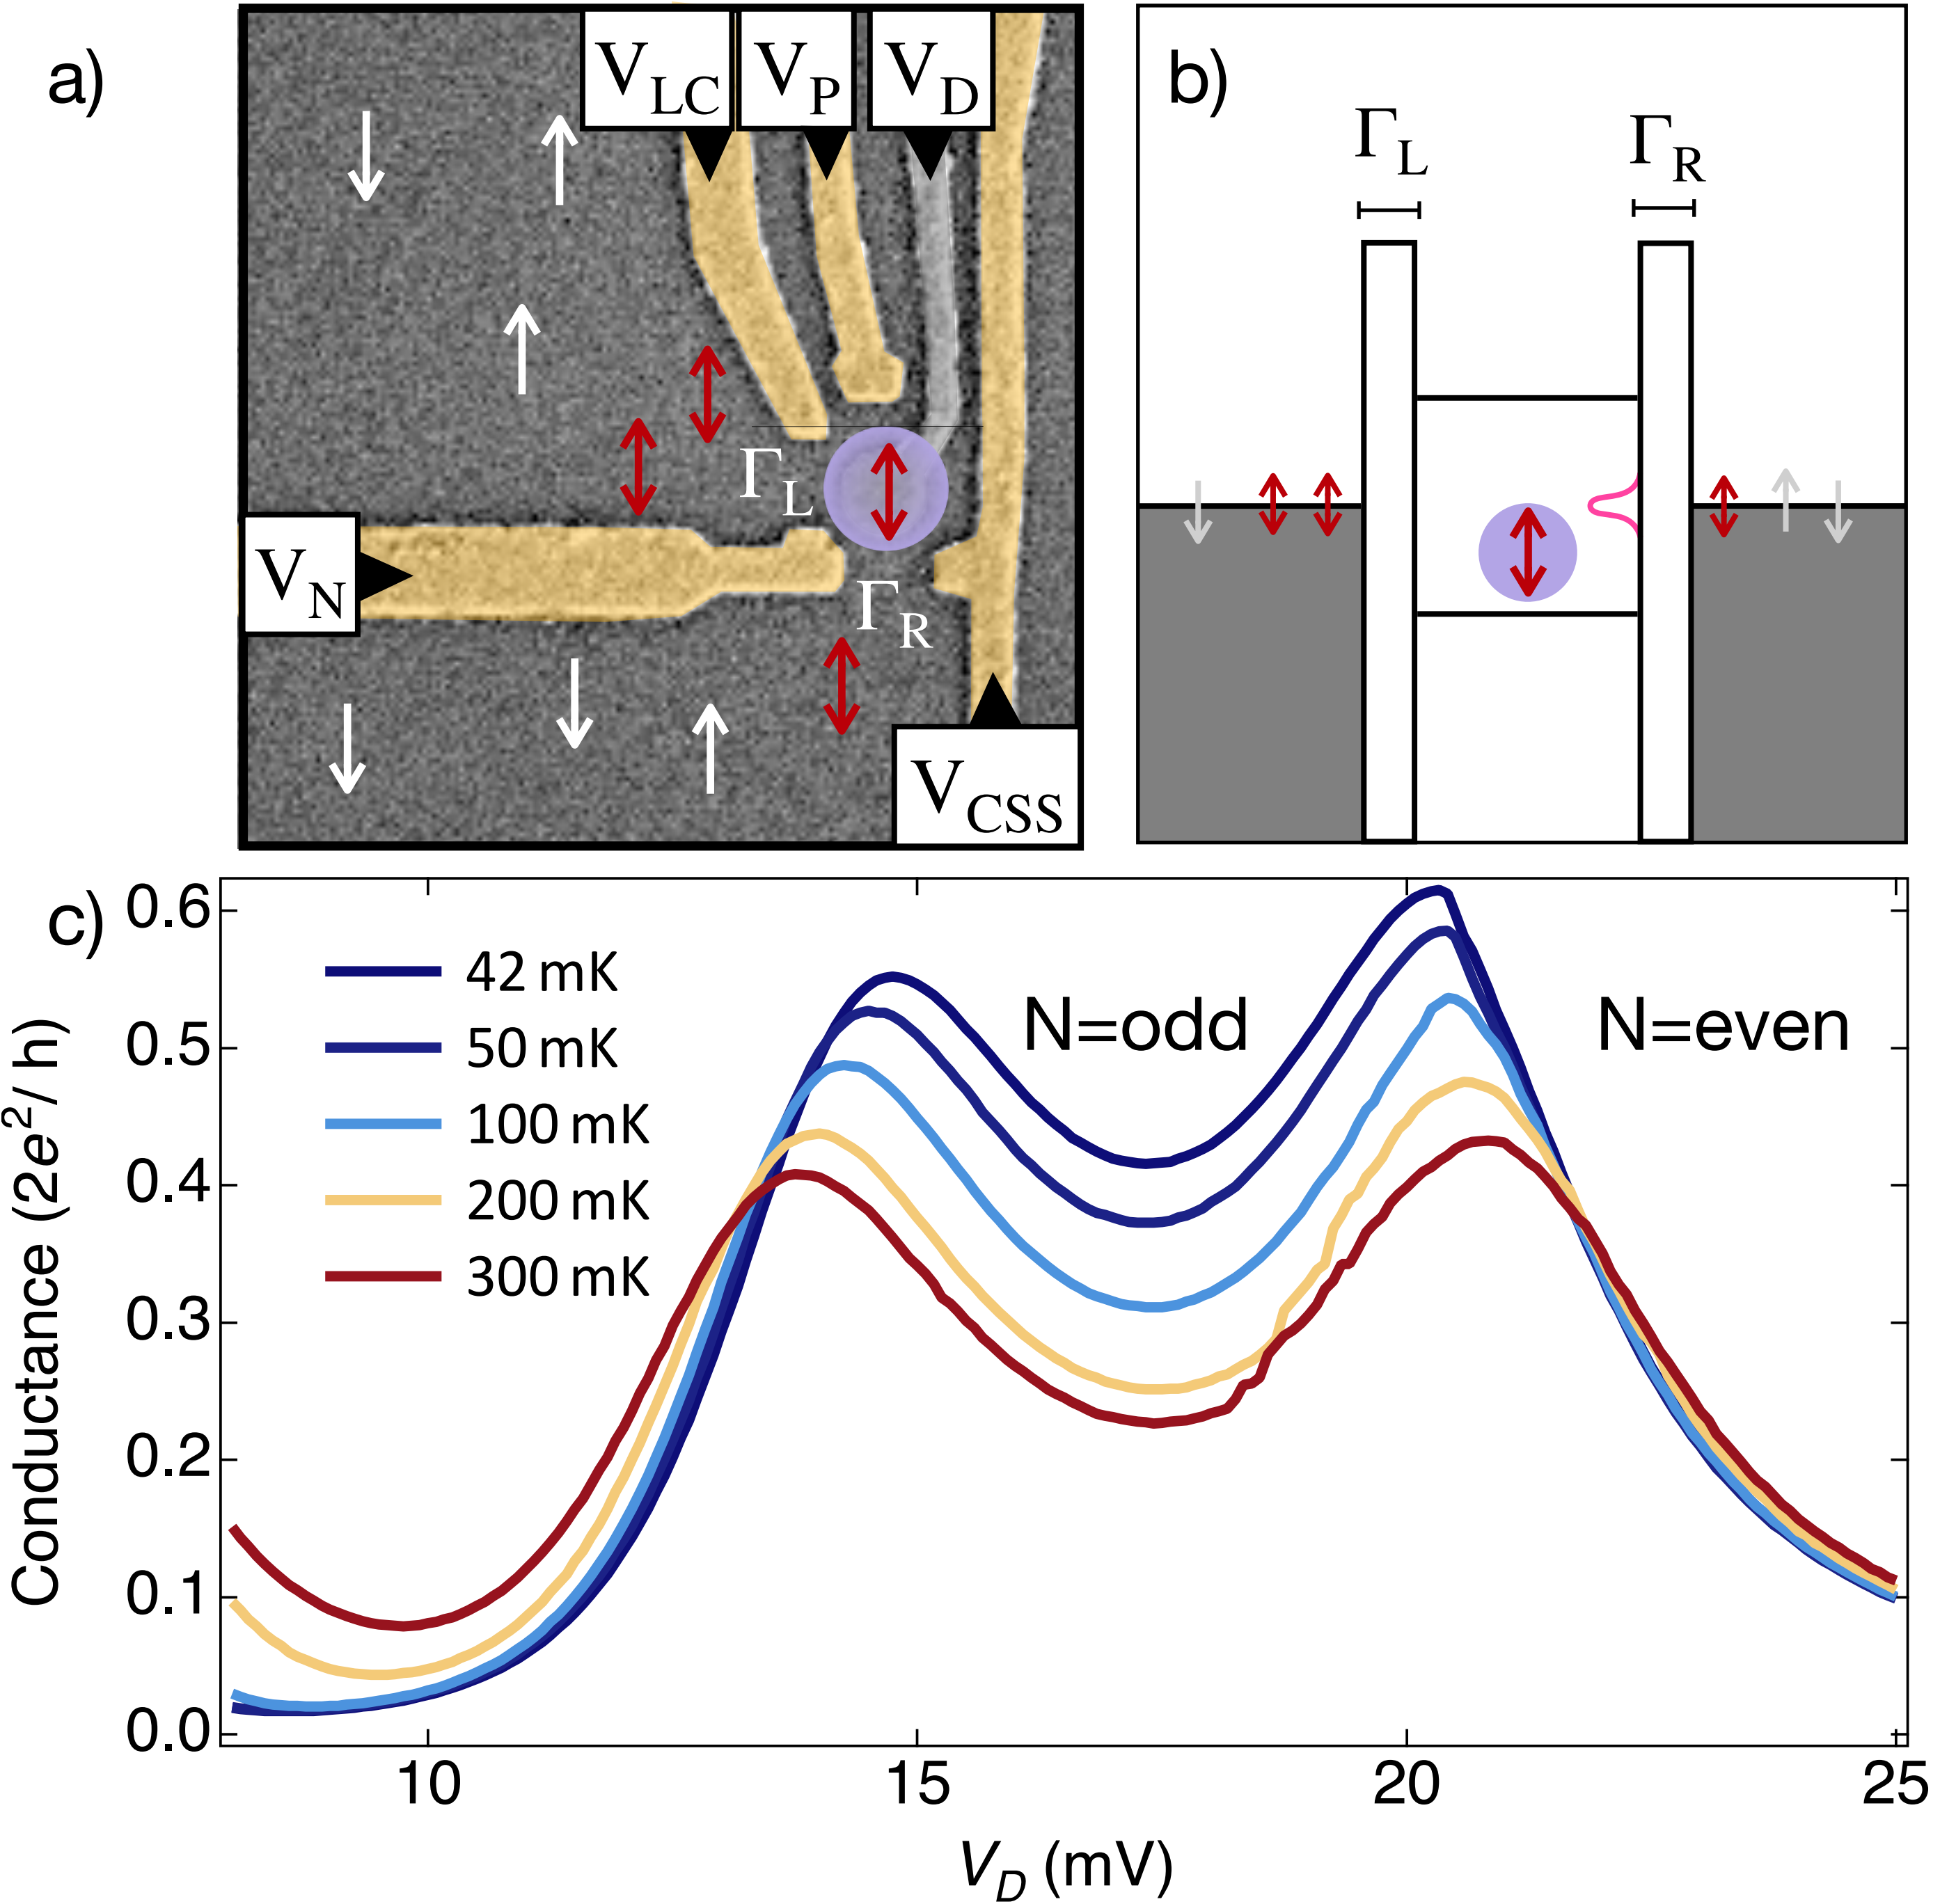 a)
V_LC V_P V_D
Γ_L
V_N
Γ_R
V_CSS
b)
Γ_L Γ_R
c)
Conductance (2e²/ h)
0.6
0.5
0.4
0.3
0.2
0.1
0.0
42 mK
50 mK
100 mK
200 mK
300 mK
N=odd
N=even
10 15 20 25
V_D (mV)